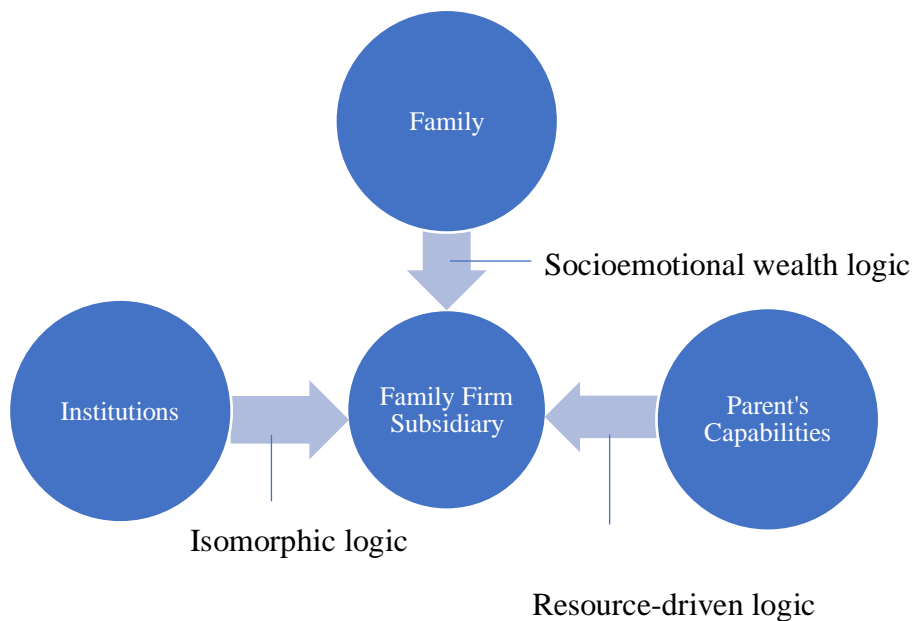 Family
Socioemotional wealth logic
Institutions
Family Firm
Subsidiary
Parent's
Capabilities
Isomorphic logic
Resource-driven logic